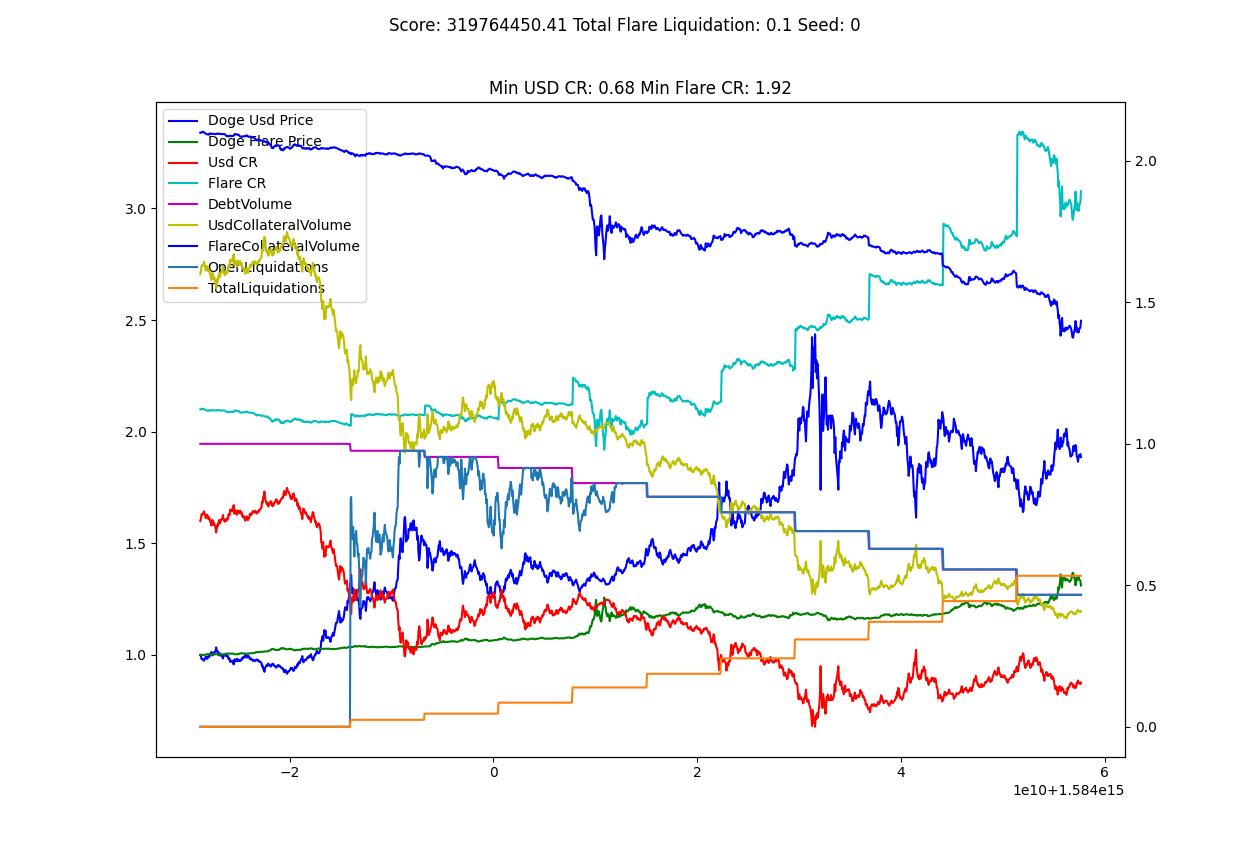 Score: 319764450.41 Total Flare Liquidation: 0.1 Seed: 0
Min USD CR: 0.68 Min Flare CR: 1.92
Doge Usd Price
Doge Flare Price
Usd CR
Flare CR
DebtVolume
UsdCollateralVolume
FlareCollateralVolume
OpenLiquidations
TotalLiquidations
3.0
2.5
2.0
1.5
1.0
2.0
1.5
1.0
0.5
0.0
−2 0 2 4 6
1e10+1.584e15